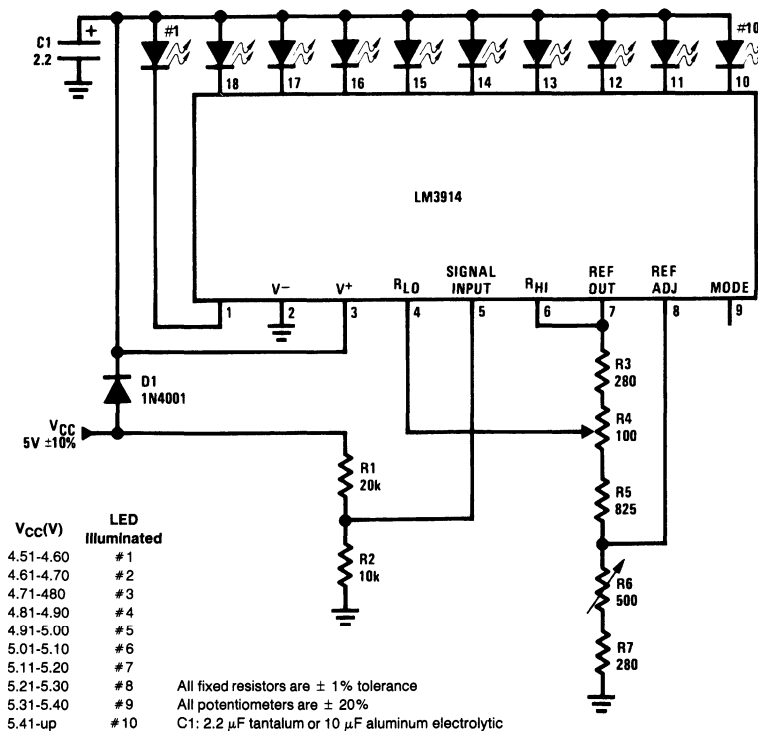 C1
2.2
+
#1
#10
18 17 16 15 14 13 12 11 10
LM3914
V− V+ RLO SIGNAL INPUT RHI REF OUT REF ADJ MODE
1 2 3 4 5 6 7 8 9
D1
1N4001
VCC
5V ±10%
R1
20k
R2
10k
R3
280
R4
100
R5
825
R6
500
R7
280
VCC(V) LED Illuminated
4.51-4.60 #1
4.61-4.70 #2
4.71-480 #3
4.81-4.90 #4
4.91-5.00 #5
5.01-5.10 #6
5.11-5.20 #7
5.21-5.30 #8
5.31-5.40 #9
5.41-up #10
All fixed resistors are ± 1% tolerance
All potentiometers are ± 20%
C1: 2.2 μF tantalum or 10 μF aluminum electrolytic